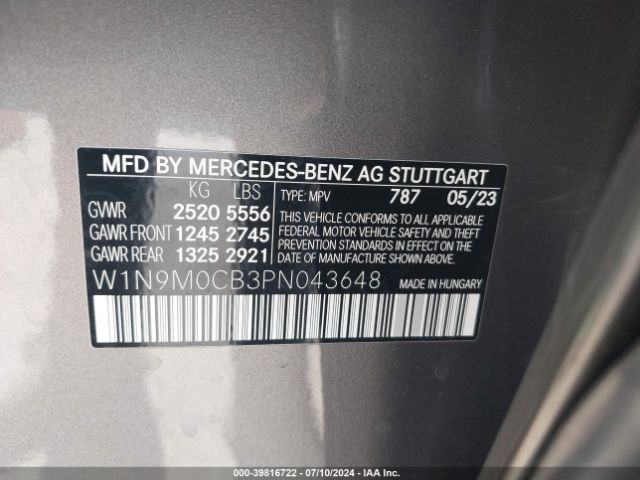 MFD BY MERCEDES-BENZ AG STUTTGART
KG LBS
GVWR 2520 5556
GAWR FRONT 1245 2745
GAWR REAR 1325 2921
TYPE: MPV 787 05/23
THIS VEHICLE CONFORMS TO ALL APPLICABLE
FEDERAL MOTOR VEHICLE SAFETY AND THEFT
PREVENTION STANDARDS IN EFFECT ON THE
DATE OF MANUFACTURE SHOWN ABOVE.
W1N9M0CB3PN043648
MADE IN HUNGARY
000-39816722 - 07/10/2024 - IAA Inc.